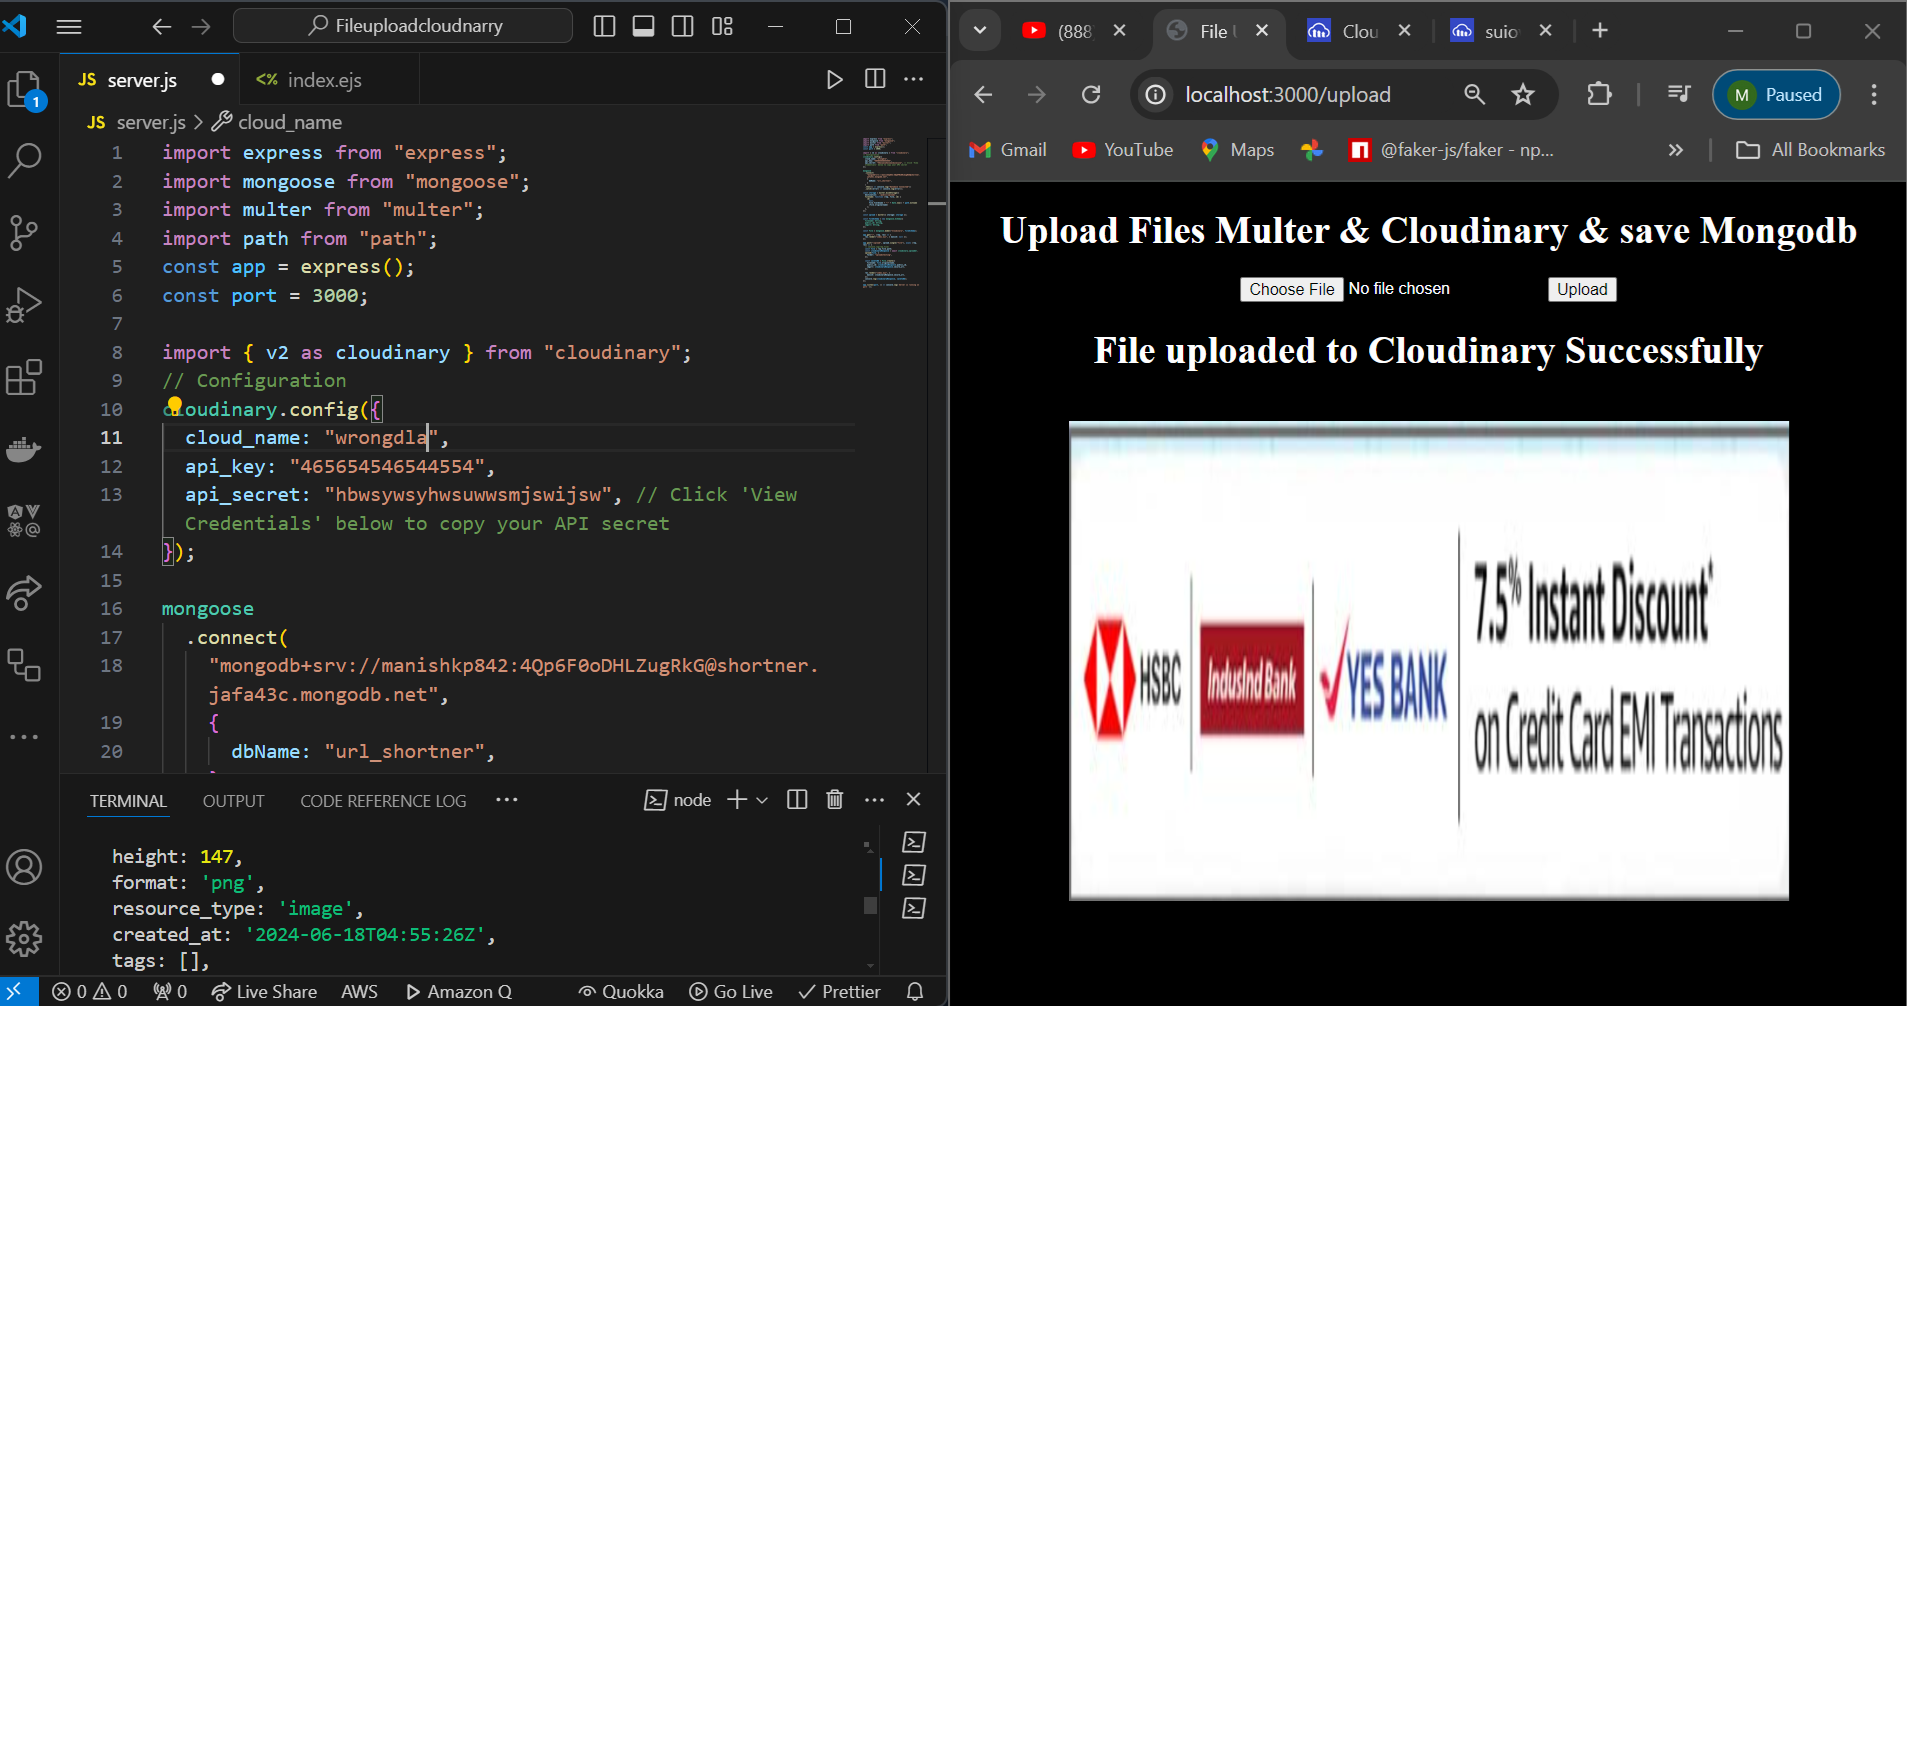 Fileuploadcloudnarry
JS server.js
<% index.ejs
JS server.js > cloud_name
1 import express from "express";
2 import mongoose from "mongoose";
3 import multer from "multer";
4 import path from "path";
5 const app = express();
6 const port = 3000;
7
8 import { v2 as cloudinary } from "cloudinary";
9 // Configuration
10 cloudinary.config({
11 cloud_name: "wrongdla",
12 api_key: "465654546544554",
13 api_secret: "hbwsywsyhwsuwwsmjswijsw", // Click 'View
Credentials' below to copy your API secret
14 });
15
16 mongoose
17 .connect(
18 "mongodb+srv://manishkp842:4Qp6F0oDHLZugRkG@shortner.
jafa43c.mongodb.net",
19 {
20 dbName: "url_shortner",
1
TERMINAL OUTPUT CODE REFERENCE LOG ··· node
height: 147,
format: 'png',
resource_type: 'image',
created_at: '2024-06-18T04:55:26Z',
tags: [],
0 0 0 Live Share AWS Amazon Q Quokka Go Live Prettier
(888
File
Clou
suio
localhost:3000/upload
M Paused
Gmail YouTube Maps @faker-js/faker - np... » All Bookmarks
Upload Files Multer & Cloudinary & save Mongodb
Choose File No file chosen Upload
File uploaded to Cloudinary Successfully
HSBC IndusInd Bank YES BANK
7.5% Instant Discount*
on Credit Card EMI Transactions